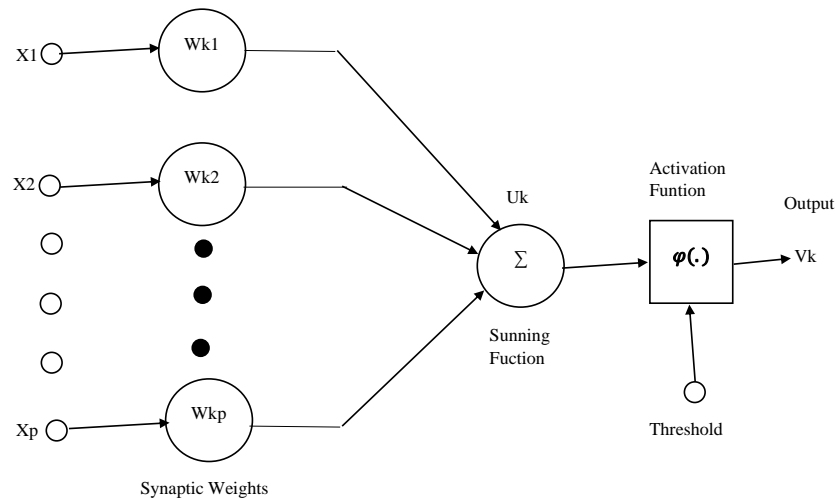 X1
Wk1
X2
Wk2
Uk
Activation
Funtion
Output
Σ
φ(.)
Vk
Sunning
Fuction
Xp
Wkp
Threshold
Synaptic Weights